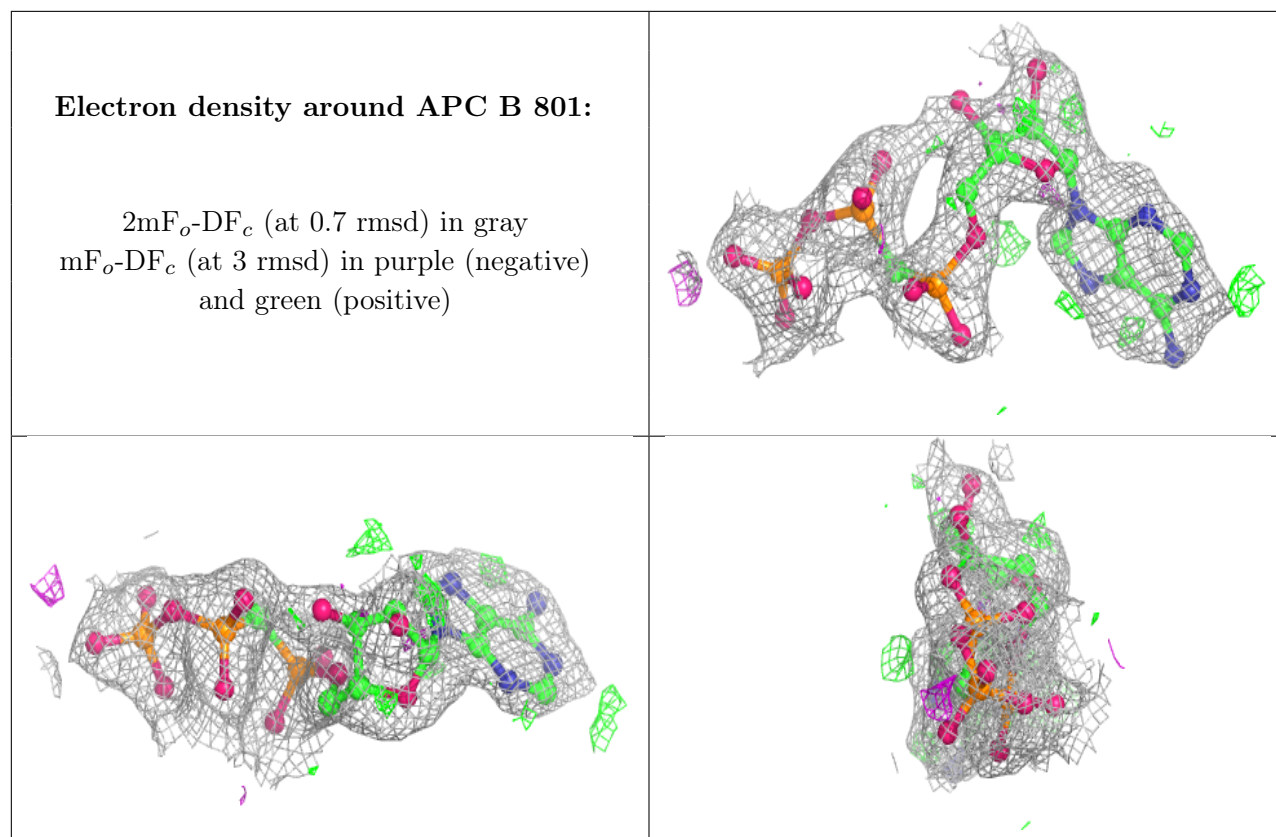 Electron density around APC B 801:
2mFo-DFc (at 0.7 rmsd) in gray
mFo-DFc (at 3 rmsd) in purple (negative)
and green (positive)